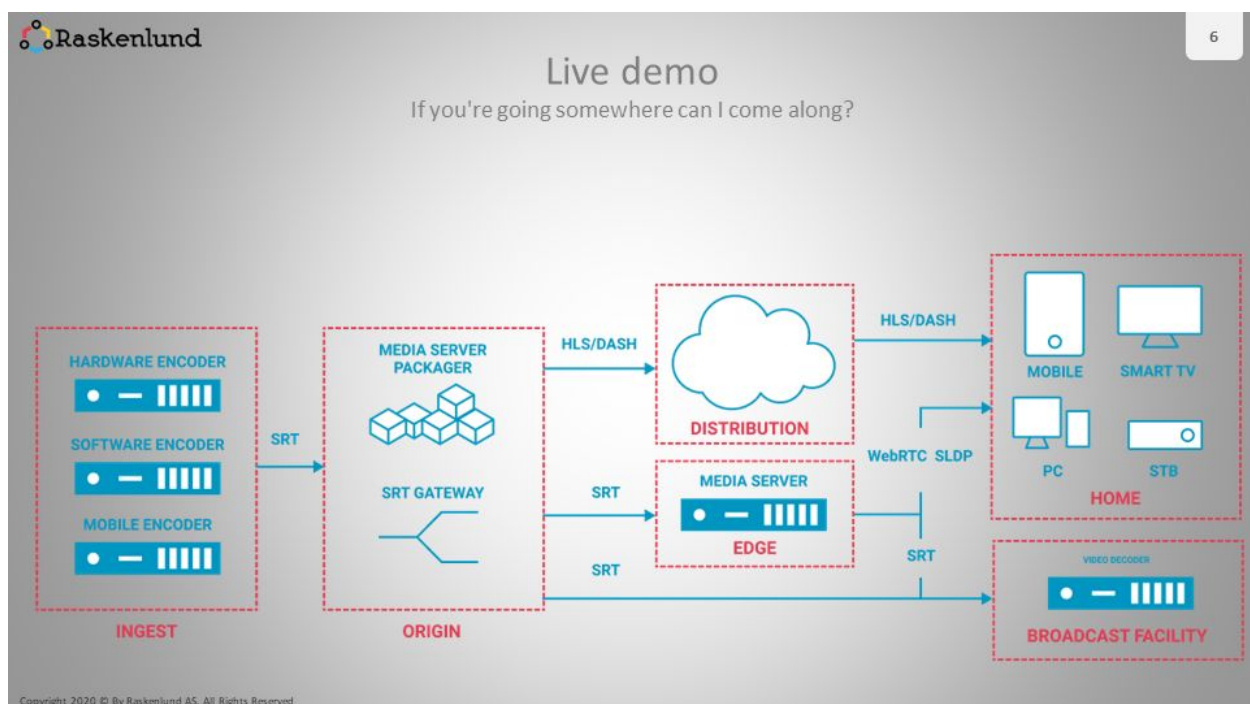 Raskenlund
6
Live demo
If you're going somewhere can I come along?
HARDWARE ENCODER
SOFTWARE ENCODER
MOBILE ENCODER
INGEST
SRT
MEDIA SERVER
PACKAGER
SRT GATEWAY
ORIGIN
HLS/DASH
SRT
SRT
DISTRIBUTION
MEDIA SERVER
EDGE
HLS/DASH
WebRTC SLDP
SRT
MOBILE
SMART TV
PC
STB
HOME
VIDEO DECODER
BROADCAST FACILITY
Copyright 2020 © By Raskenlund AS. All Rights Reserved